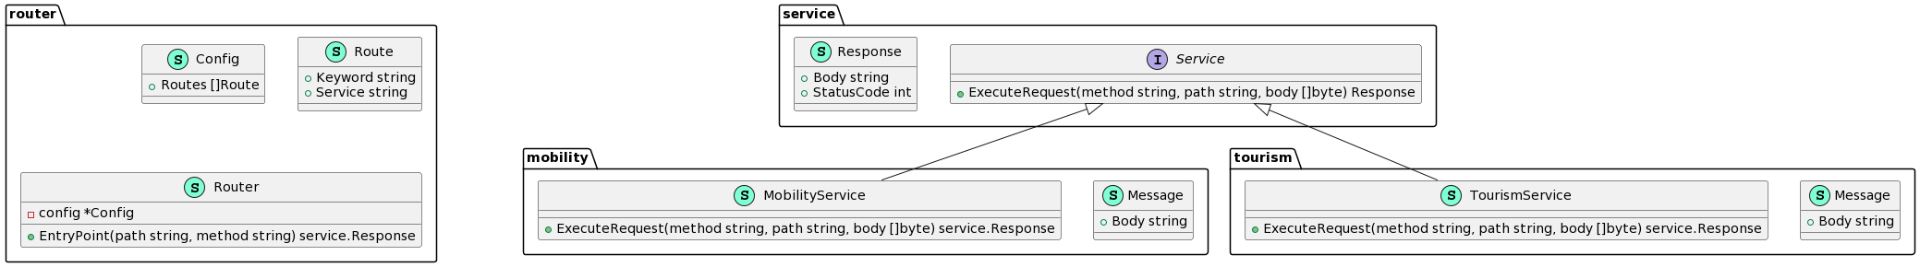 router
S Config
Routes []Route
S Route
Keyword string
Service string
S Router
config *Config
EntryPoint(path string, method string) service.Response
service
S Response
Body string
StatusCode int
I Service
ExecuteRequest(method string, path string, body []byte) Response
mobility
S MobilityService
ExecuteRequest(method string, path string, body []byte) service.Response
S Message
Body string
tourism
S TourismService
ExecuteRequest(method string, path string, body []byte) service.Response
S Message
Body string